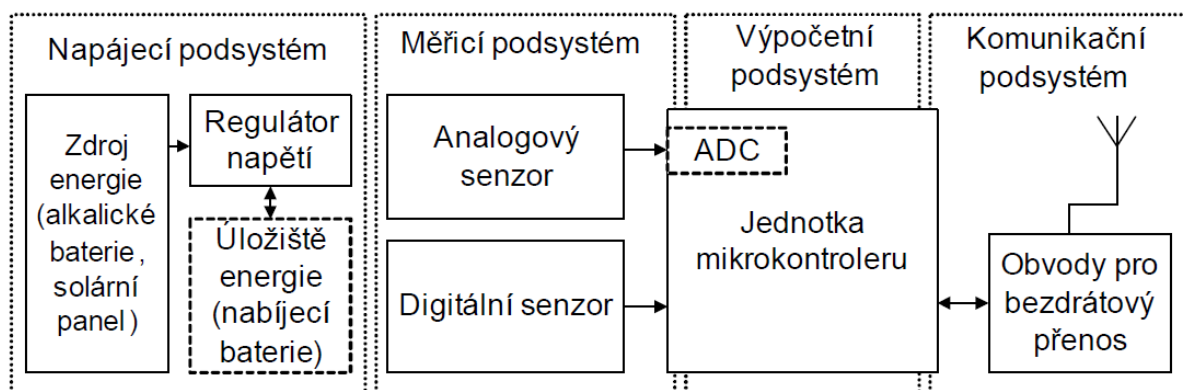 Napájecí podsystém
Zdroj
energie
(alkalické
baterie,
solární
panel)
Regulátor
napětí
Úložiště
energie
(nabíjecí
baterie)
Měřicí podsystém
Analogový
senzor
Digitální senzor
Výpočetní
podsystém
ADC
Jednotka
mikrokontroleru
Komunikační
podsystém
Obvody pro
bezdrátový
přenos